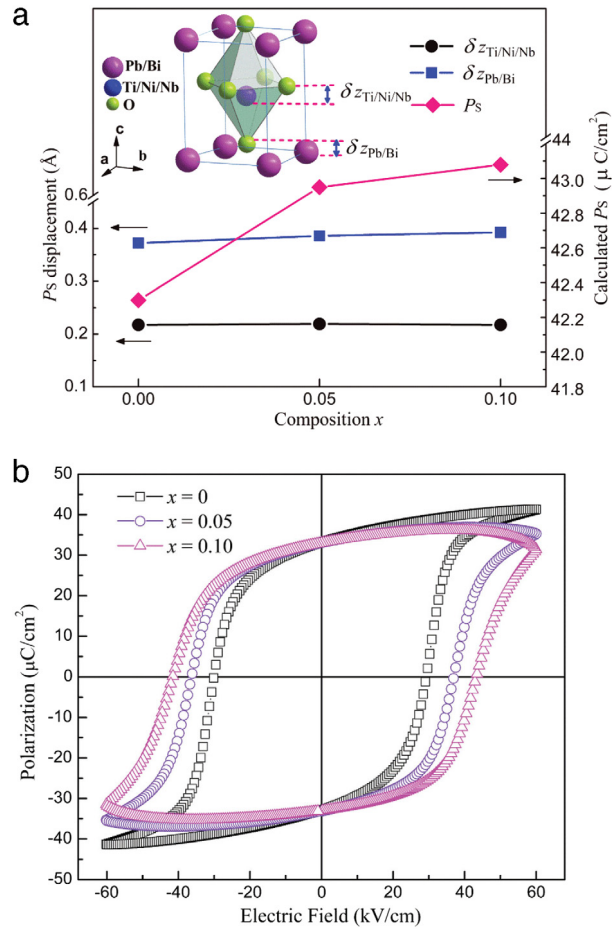 a
Pb/Bi
Ti/Ni/Nb
O
c
a
b
δzTi/Ni/Nb
δzPb/Bi
δzTi/Ni/Nb
δzPb/Bi
Ps
Ps displacement (Å)
0.6
0.4
0.3
0.2
0.1
44
43.0
42.8
42.6
42.4
42.2
42.0
41.8
Calculated Ps (μ C/cm²)
0.00
0.05
0.10
Composition x
b
x = 0
x = 0.05
x = 0.10
Polarization (μC/cm²)
50
40
30
20
10
0
-10
-20
-30
-40
-50
-60
-40
-20
0
20
40
60
Electric Field (kV/cm)